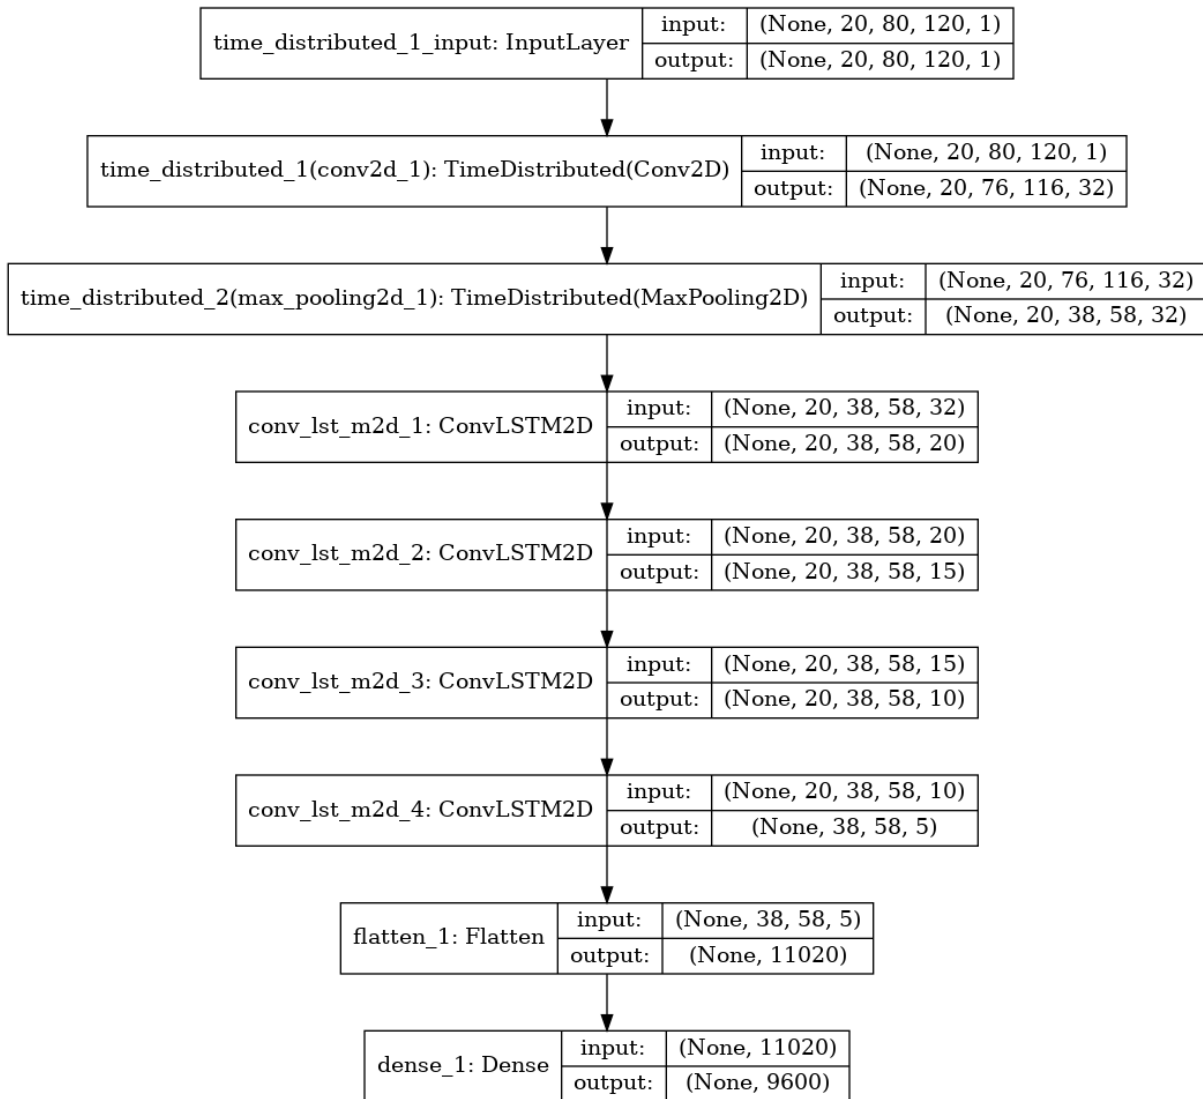 time_distributed_1_input: InputLayer
input: (None, 20, 80, 120, 1)
output: (None, 20, 80, 120, 1)
time_distributed_1(conv2d_1): TimeDistributed(Conv2D)
input: (None, 20, 80, 120, 1)
output: (None, 20, 76, 116, 32)
time_distributed_2(max_pooling2d_1): TimeDistributed(MaxPooling2D)
input: (None, 20, 76, 116, 32)
output: (None, 20, 38, 58, 32)
conv_lst_m2d_1: ConvLSTM2D
input: (None, 20, 38, 58, 32)
output: (None, 20, 38, 58, 20)
conv_lst_m2d_2: ConvLSTM2D
input: (None, 20, 38, 58, 20)
output: (None, 20, 38, 58, 15)
conv_lst_m2d_3: ConvLSTM2D
input: (None, 20, 38, 58, 15)
output: (None, 20, 38, 58, 10)
conv_lst_m2d_4: ConvLSTM2D
input: (None, 20, 38, 58, 10)
output: (None, 38, 58, 5)
flatten_1: Flatten
input: (None, 38, 58, 5)
output: (None, 11020)
dense_1: Dense
input: (None, 11020)
output: (None, 9600)